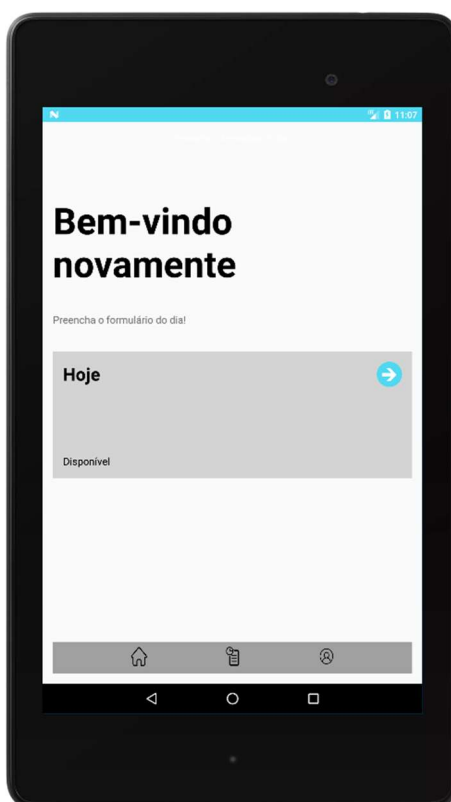 11:07
Bem-vindo
novamente
Preencha o formulário do dia!
Hoje
Disponível